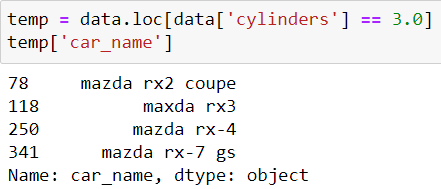 temp = data.loc[data['cylinders'] == 3.0]
temp['car_name']
78 mazda rx2 coupe
118 maxda rx3
250 mazda rx-4
341 mazda rx-7 gs
Name: car_name, dtype: object